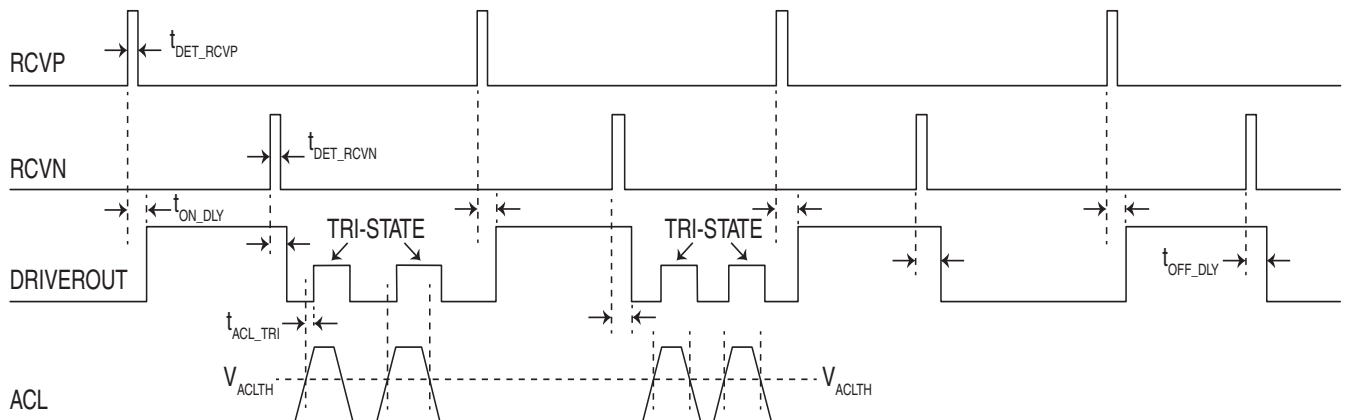 RCVP
tDET_RCVP
RCVN
tDET_RCVN
tON_DLY
TRI-STATE
TRI-STATE
DRIVEROUT
tOFF_DLY
tACL_TRI
VACLTH
VACLTH
ACL